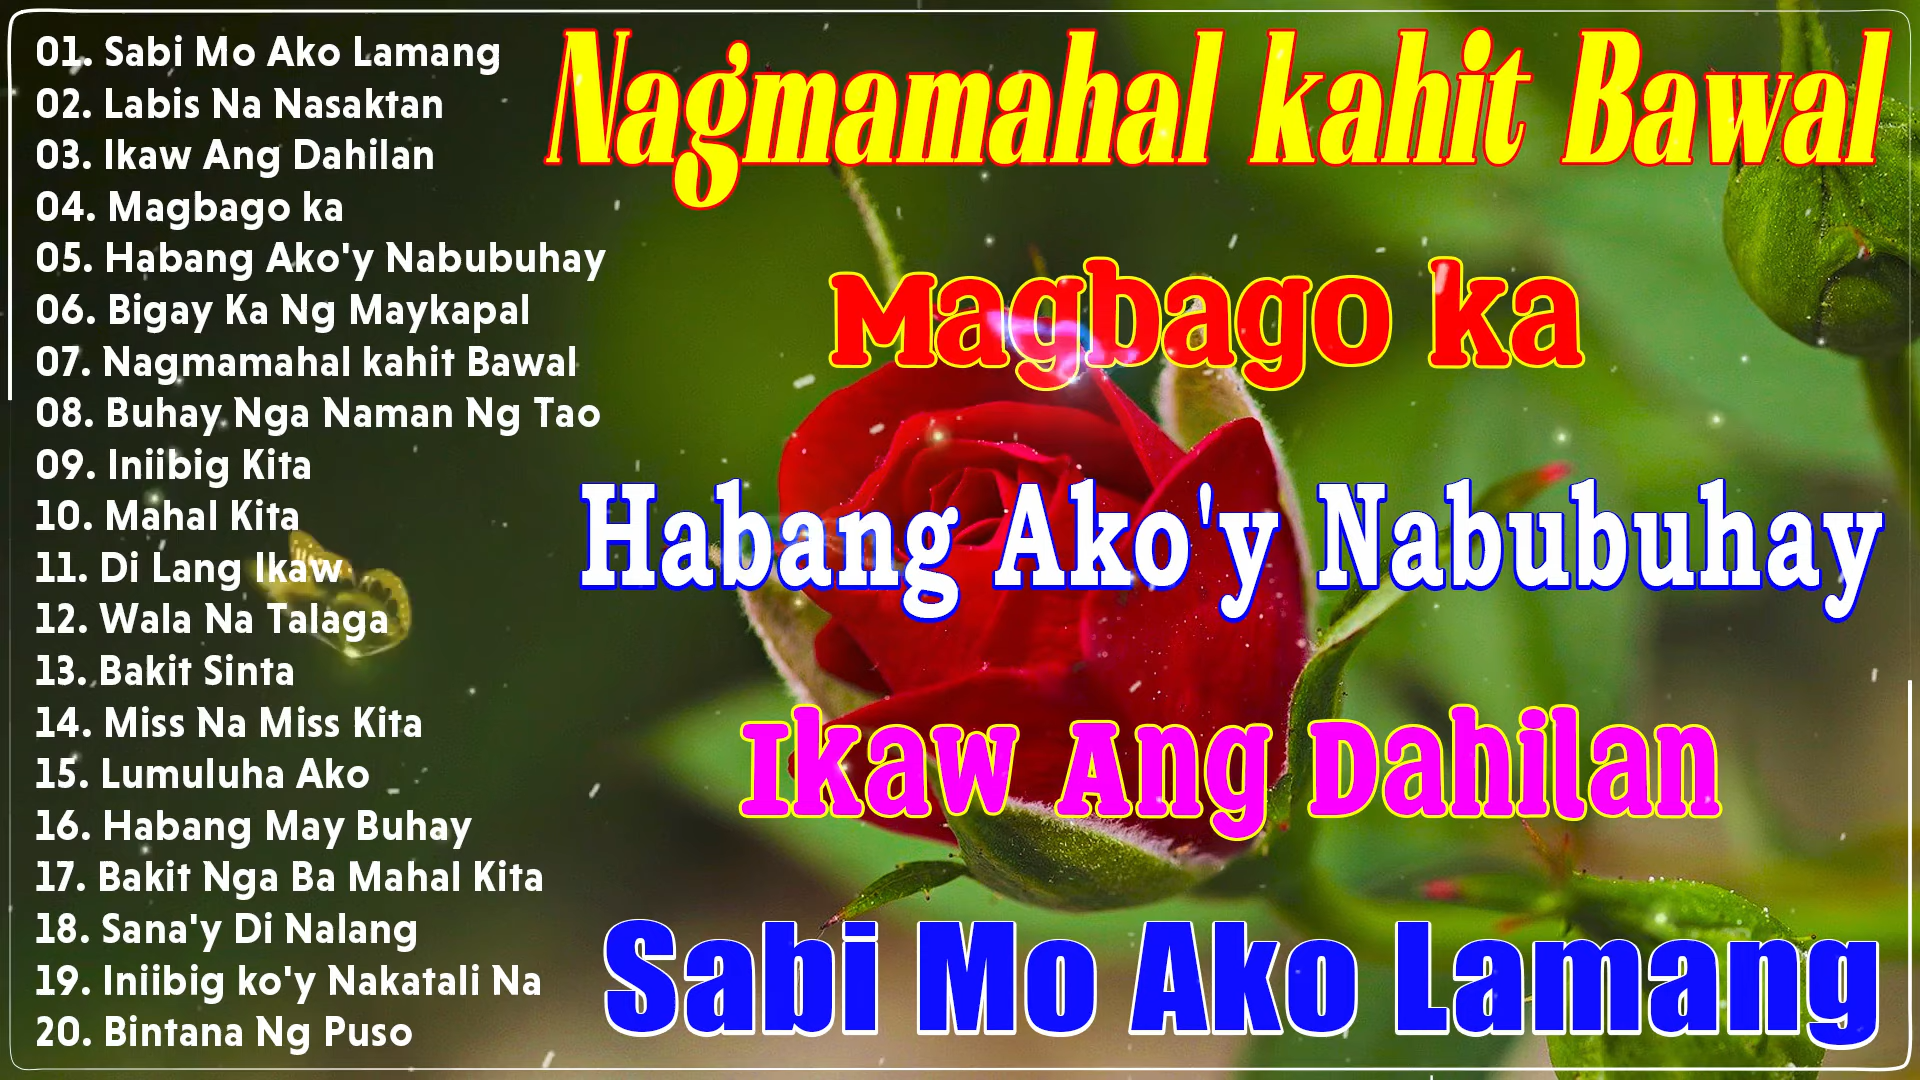 01. Sabi Mo Ako Lamang
02. Labis Na Nasaktan
03. Ikaw Ang Dahilan
04. Magbago ka
05. Habang Ako'y Nabubuhay
06. Bigay Ka Ng Maykapal
07. Nagmamahal kahit Bawal
08. Buhay Nga Naman Ng Tao
09. Iniibig Kita
10. Mahal Kita
11. Di Lang Ikaw
12. Wala Na Talaga
13. Bakit Sinta
14. Miss Na Miss Kita
15. Lumuluha Ako
16. Habang May Buhay
17. Bakit Nga Ba Mahal Kita
18. Sana'y Di Nalang
19. Iniibig ko'y Nakatali Na
20. Bintana Ng Puso
Nagmamahal kahit Bawal
Magbago ka
Habang Ako'y Nabubuhay
Ikaw Ang Dahilan
Sabi Mo Ako Lamang